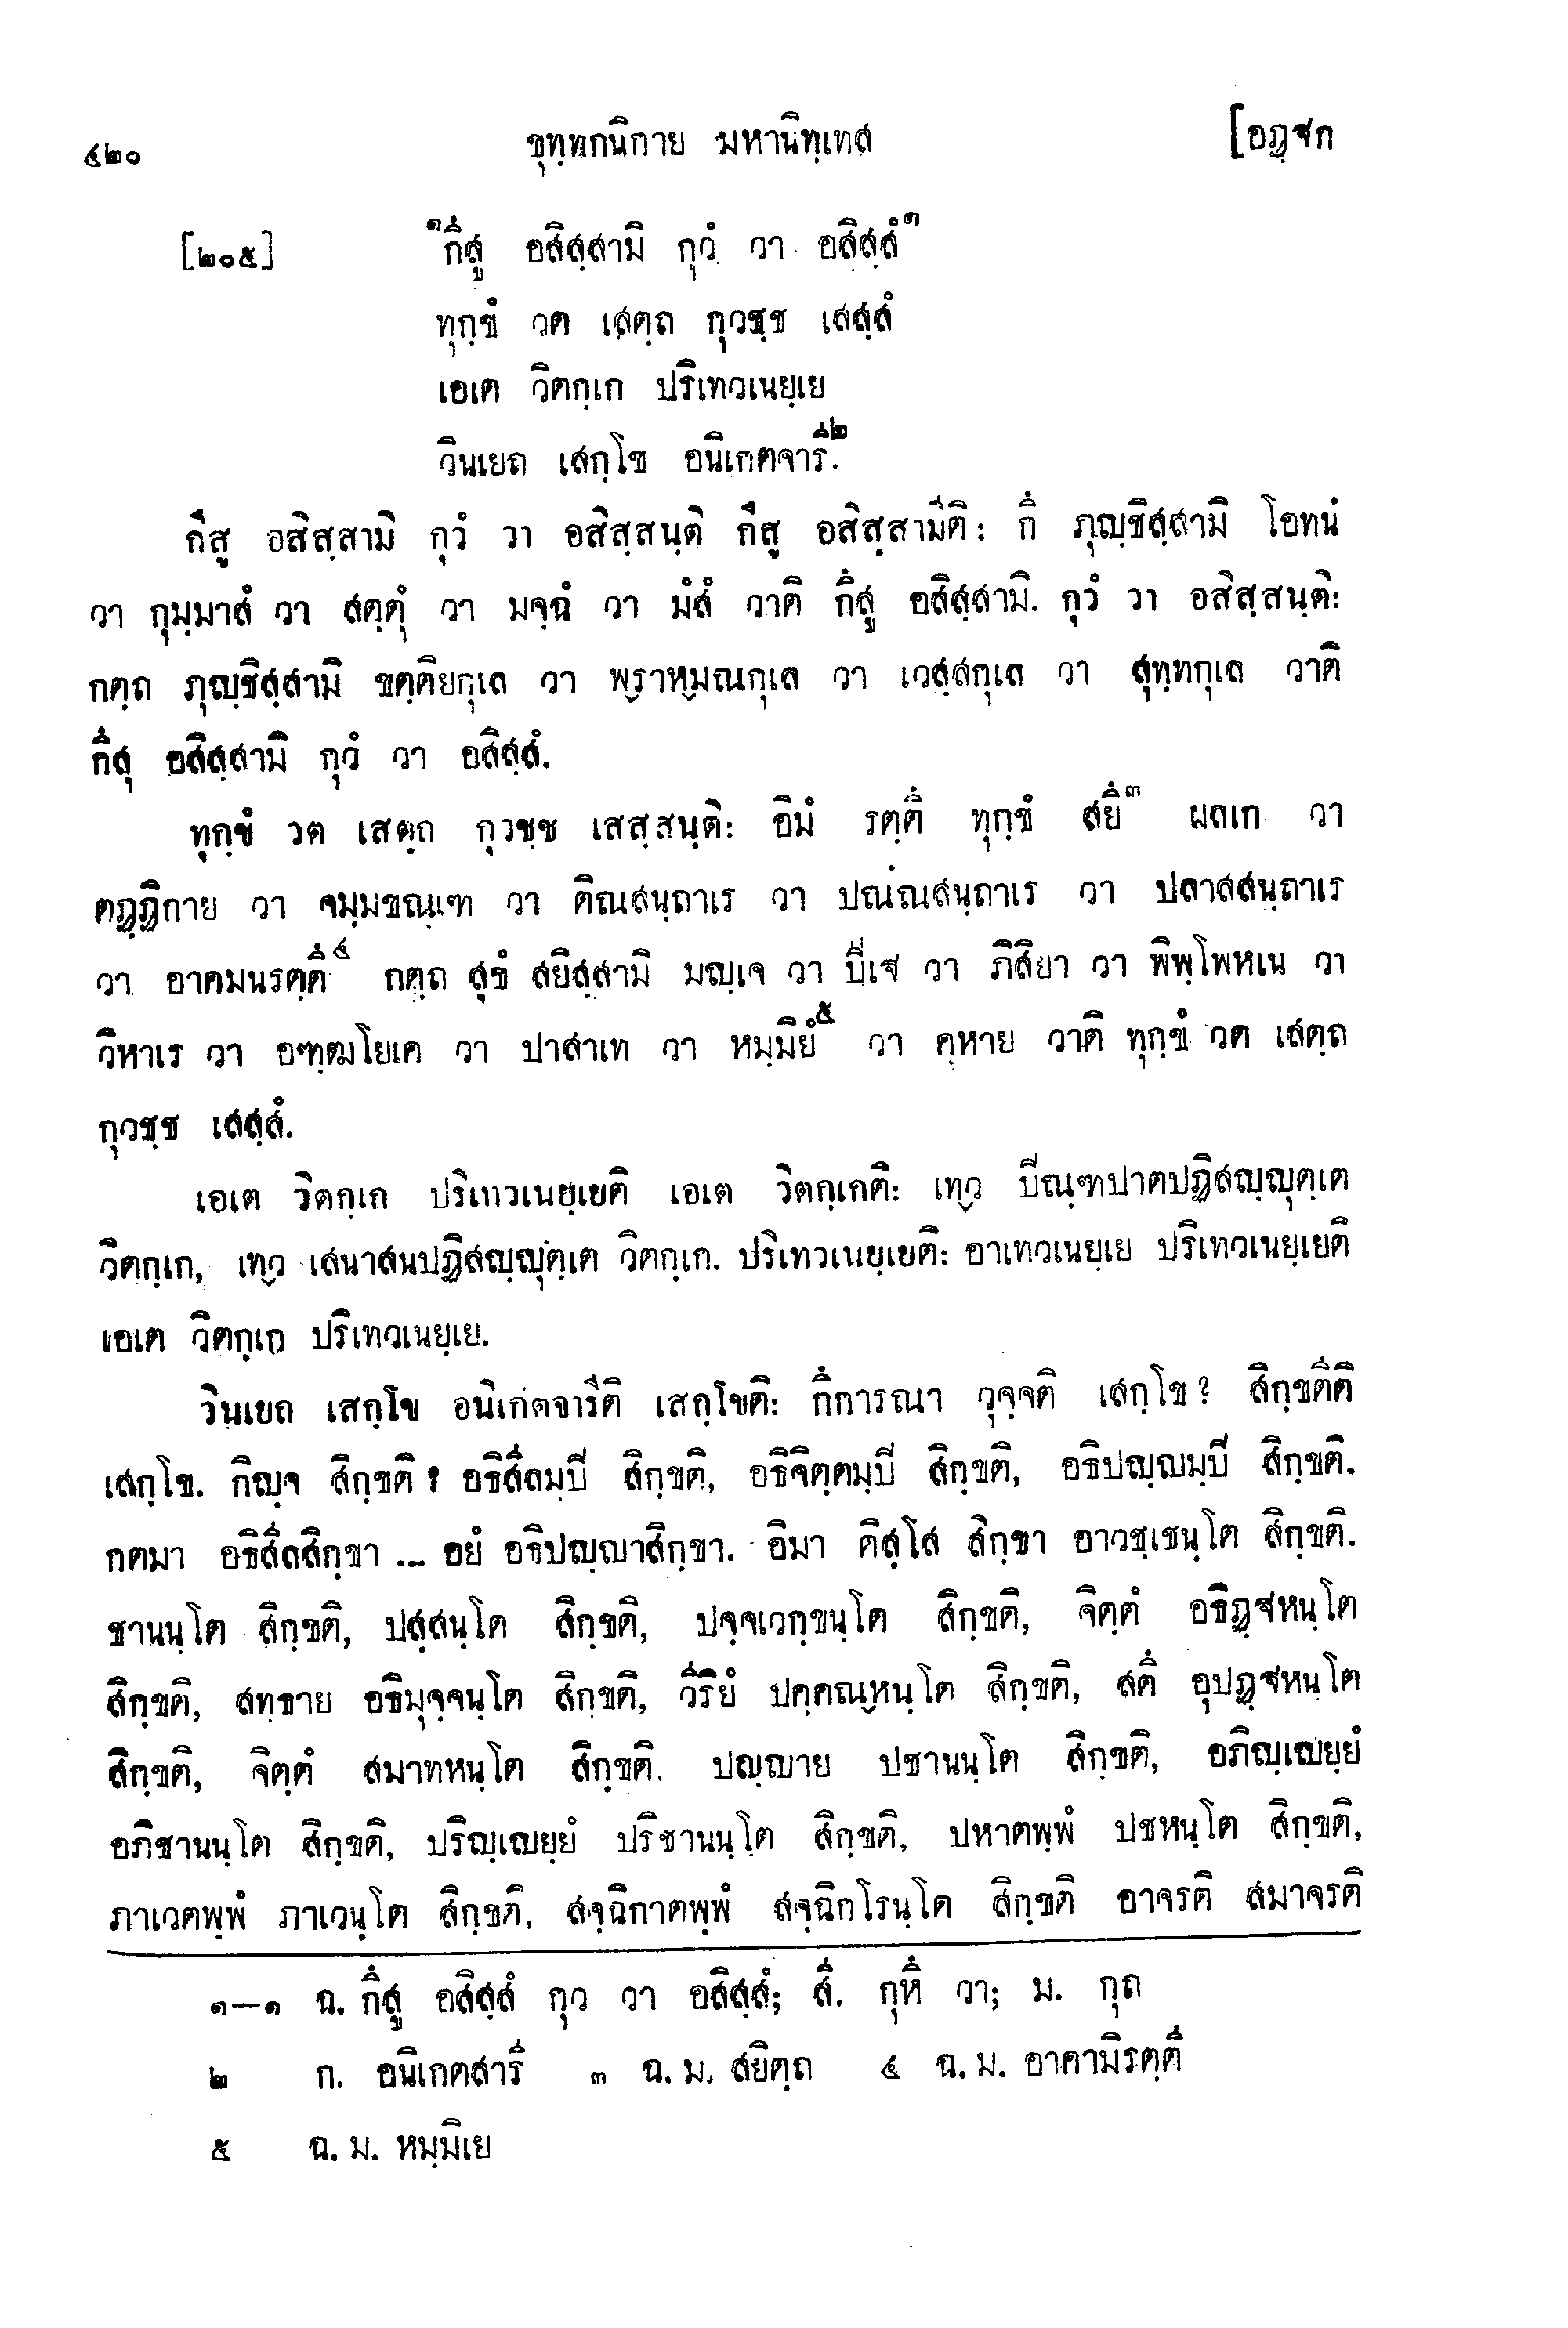 ๔๒๐ ขุทฺทกนิกาย มหานิทฺเทส [อฏฺฐก
[๒๐๕] ๑กึสู อสิสฺสามิ กุวํ วา อสิสฺสํ๑
ทุกฺขํ วต เสตฺถ กุวชฺช เสสฺสํ
เอเต วิตกฺเก ปริเทวเนยฺเย
วินเยถ เสกฺโข อนิเกตจารี๒.
กึสู อสิสฺสามิ กุวํ วา อสิสฺสนฺติ กึสู อสิสฺสามีติ: กึ ภุญฺชิสฺสามิ โอทนํ
วา กุมฺมาสํ วา สตฺตุํ วา มจฺฉํ วา มํสํ วาติ กึสู อสิสฺสามิ. กุวํ วา อสิสฺสนฺติ:
กตฺถ ภุญฺชิสฺสามิ ขตฺติยกุเล วา พฺราหฺมณกุเล วา เวสฺสกุเล วา สุทฺทกุเล วาติ
กึสุ อสิสฺสามิ กุวํ วา อสิสฺสํ.
ทุกฺขํ วต เสตฺถ กุวชฺช เสสฺสนฺติ: อิมํ รตฺตึ ทุกฺขํ สยึ๓ ผลเก วา
ตฏฺฏิกาย วา จมฺมขณฺเฑ วา ติณสนฺถาเร วา ปณฺณสนฺถาเร วา ปลาสสนฺถาเร
วา อาคมนรตฺตึ๔ กตฺถ สุขํ สยิสฺสามิ มญฺเจ วา ปีเฐ วา ภิสิยา วา พิพฺโพหเน วา
วิหาเร วา อฑฺฒโยเค วา ปาสาเท วา หมฺมิยํ๕ วา คุหาย วาติ ทุกฺขํ วต เสตฺถ
กุวชฺช เสสฺสํ.
เอเต วิตกฺเก ปริเทวเนยฺเยติ เอเต วิตกฺเกติ: เทฺว ปิณฺฑปาตปฏิสญฺญุตฺเต
วิตกฺเก, เทฺว เสนาสนปฏิสญฺญุตฺเต วิตกฺเก. ปริเทวเนยฺเยติ: อาเทวเนยฺเย ปริเทวเนยฺเยติ
เอเต วิตกฺเก ปริเทวเนยฺเย.
วินเยถ เสกฺโข อนิเกตจารีติ เสกฺโขติ: กึการณา วุจฺจติ เสกฺโข? สิกฺขตีติ
เสกฺโข. กิญฺจ สิกฺขติ? อธิสีลมฺปิ สิกฺขติ, อธิจิตฺตมฺปิ สิกฺขติ, อธิปญฺญมฺปิ สิกฺขติ.
กตมา อธิสีลสิกฺขา ... อยํ อธิปญฺญาสิกฺขา. อิมา ติสฺโส สิกฺขา อาวชฺเชนฺโต สิกฺขติ.
ชานนฺโต สิกฺขติ, ปสฺสนฺโต สิกฺขติ, ปจฺจเวกฺขนฺโต สิกฺขติ, จิตฺตํ อธิฏฺฐหนฺโต
สิกฺขติ, สทฺธาย อธิมุจฺจนฺโต สิกฺขติ, วีริยํ ปคฺคณฺหนฺโต สิกฺขติ, สตึ อุปฏฺฐหนฺโต
สิกฺขติ, จิตฺตํ สมาทหนฺโต สิกฺขติ. ปญฺญาย ปชานนฺโต สิกฺขติ, อภิญฺเญยฺยํ
อภิชานนฺโต สิกฺขติ, ปริญฺเญยฺยํ ปริชานนฺโต สิกฺขติ, ปหาตพฺพํ ปชหนฺโต สิกฺขติ,
ภาเวตพฺพํ ภาเวนฺโต สิกฺขติ, สจฺฉิกาตพฺพํ สจฺฉิกโรนฺโต สิกฺขติ อาจรติ สมาจรติ
๑—๑ ฉ. กึสู อสิสฺสํ กุว วา อสิสฺสํ; สี. กุหึ วา; ม. กุถ
๒ ก. อนิเกตสารี ๓ ฉ. ม. สยิตฺถ ๔ ฉ. ม. อาคามิรตฺตึ
๕ ฉ. ม. หมฺมิเย